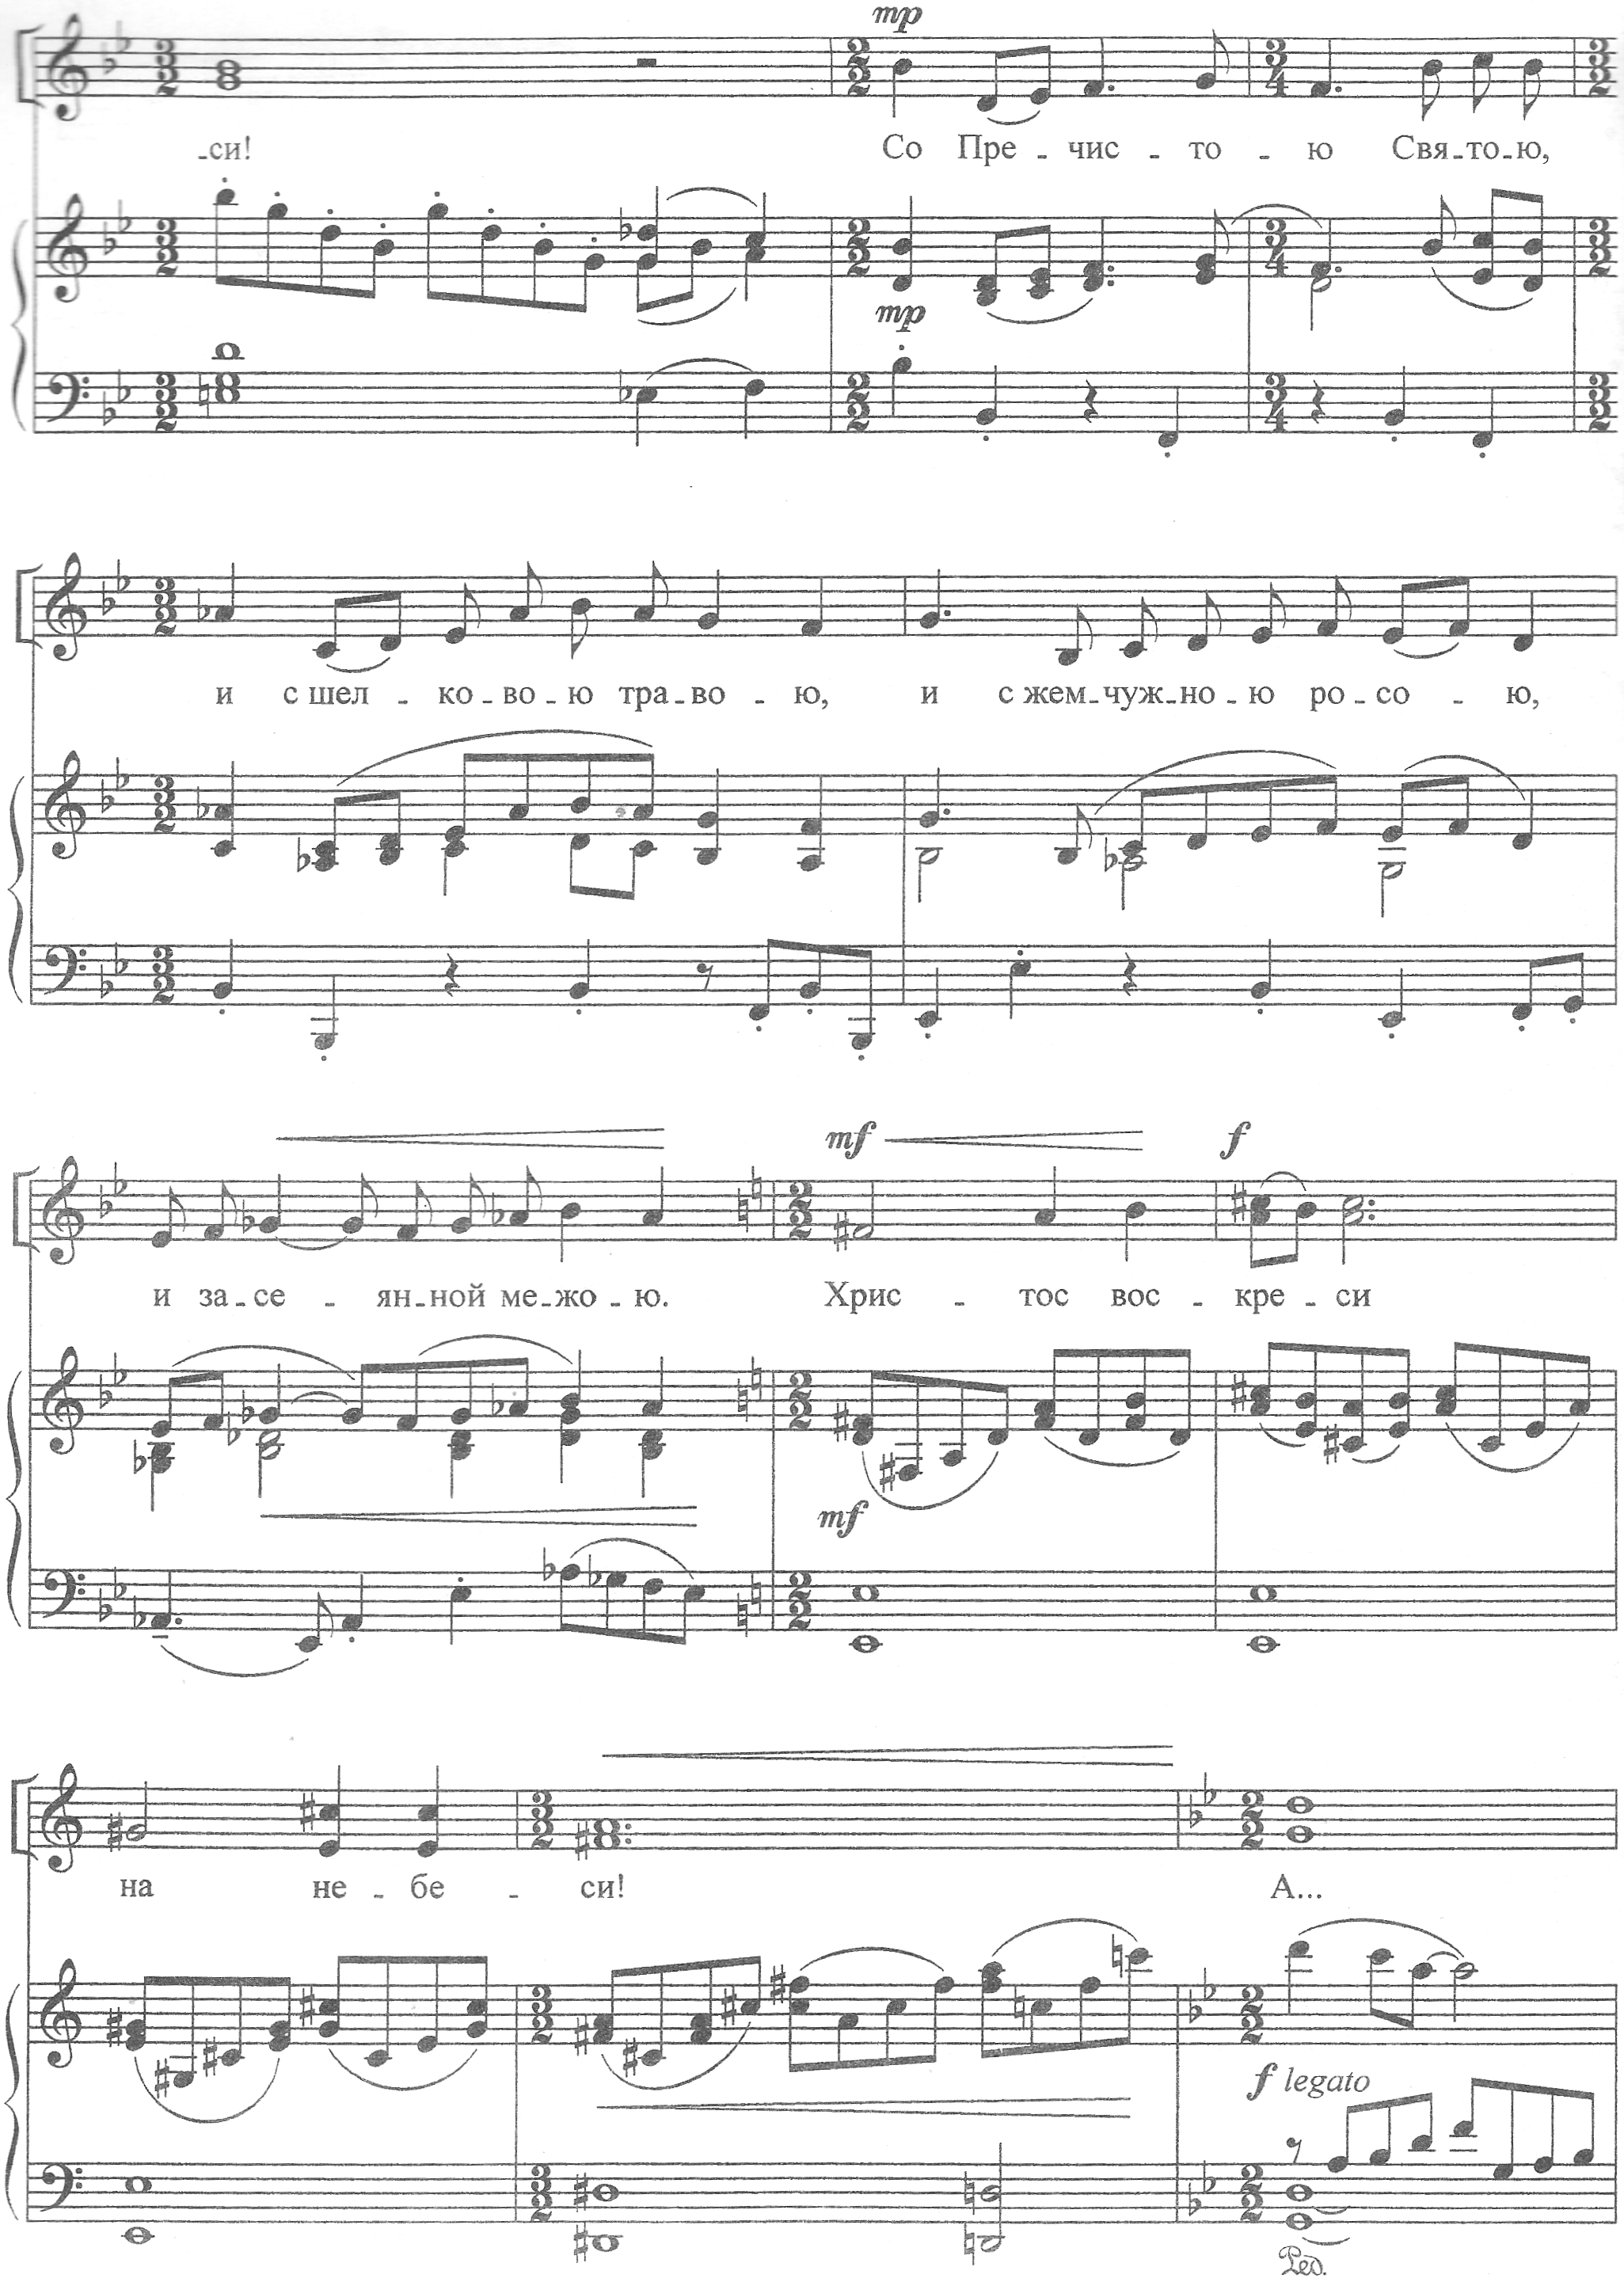 mp
-си! Со Пре - чис - то - ю Свя-то-ю,
mp
и с шел - ко-во-ю тра-во - ю, и с жем-чуж-но-ю ро-со - ю,
mf f
и за-се - ян-ной ме-жо-ю. Хрис - тос вос - кре - си
mf
на не - бе - си! А...
f legato
Ped.